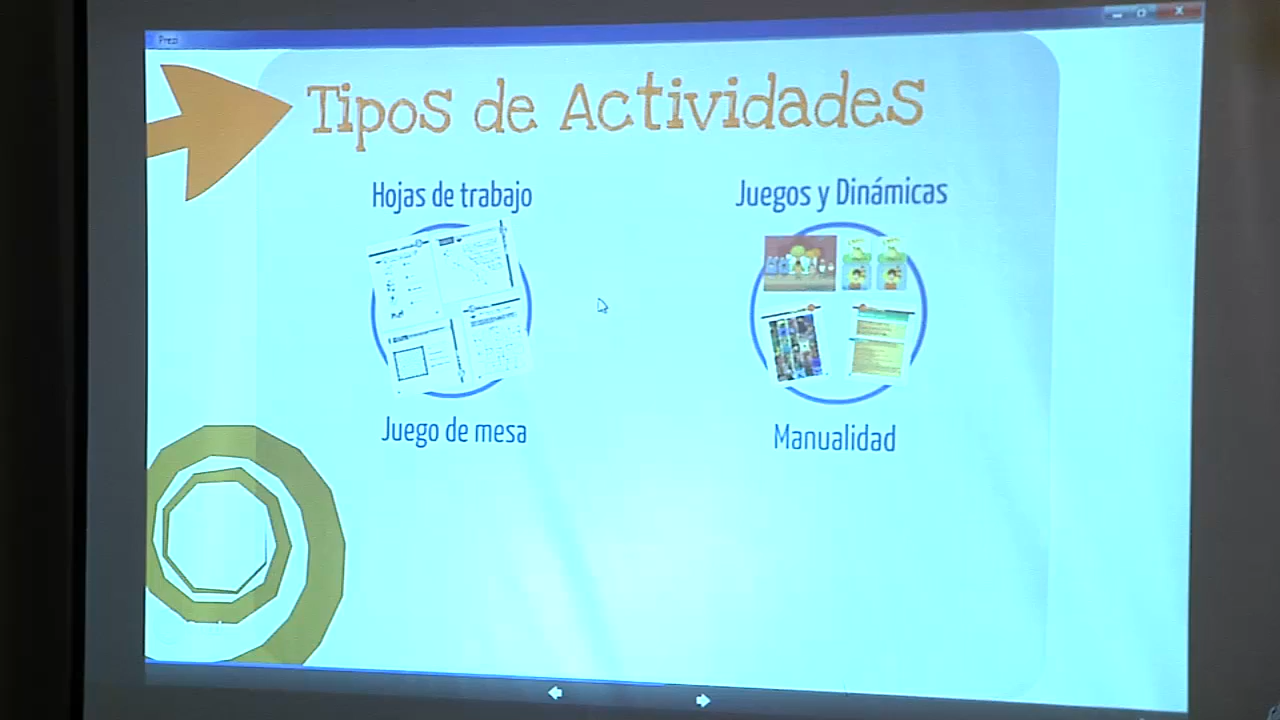 Prezi
Tipos de Actividades
Hojas de trabajo
Juegos y Dinámicas
Juego de mesa
Manualidad